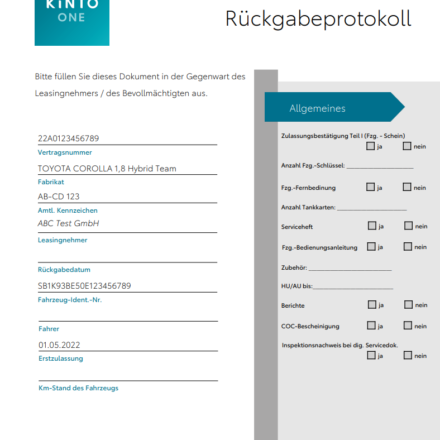 KINTO
ONE
Rückgabeprotokoll
Bitte füllen Sie dieses Dokument in der Gegenwart des
Leasingnehmers / des Bevollmächtigten aus.
22A0123456789
Vertragsnummer
TOYOTA COROLLA 1,8 Hybrid Team
Fabrikat
AB-CD 123
Amtl. Kennzeichen
ABC Test GmbH
Leasingnehmer
Rückgabedatum
SB1K93BE50E123456789
Fahrzeug-Ident.-Nr.
Fahrer
01.05.2022
Erstzulassung
Km-Stand des Fahrzeugs
Allgemeines
Zulassungsbestätigung Teil I (Fzg. - Schein)
ja nein
Anzahl Fzg.-Schlüssel:
Fzg.-Fernbedinung ja nein
Anzahl Tankkarten:
Serviceheft ja nein
Fzg.-Bedienungsanleitung ja nein
Zubehör:
HU/AU bis:
Berichte ja nein
COC-Bescheinigung ja nein
Inspektionsnachweis bei dig. Servicedok.
ja nein